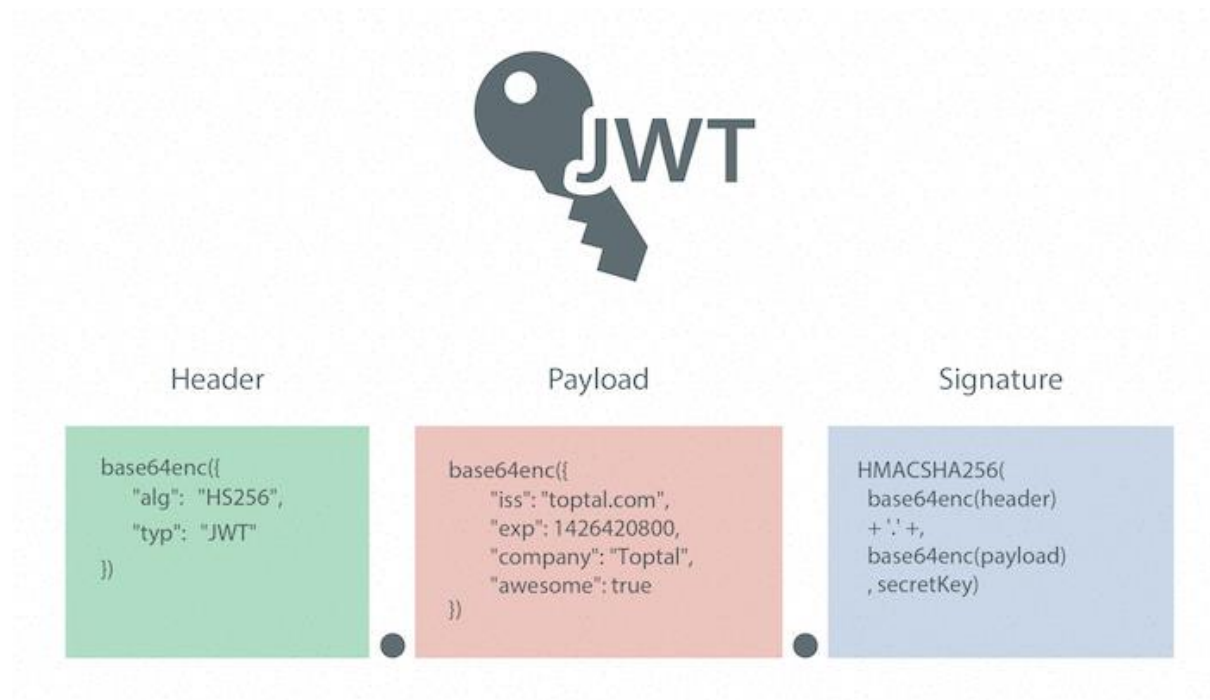 JWT
Header
Payload
Signature
base64enc({
"alg": "HS256",
"typ": "JWT"
})
base64enc({
"iss": "toptal.com",
"exp": 1426420800,
"company": "Toptal",
"awesome": true
})
HMACSHA256(
base64enc(header)
+ '.' +,
base64enc(payload)
, secretKey)